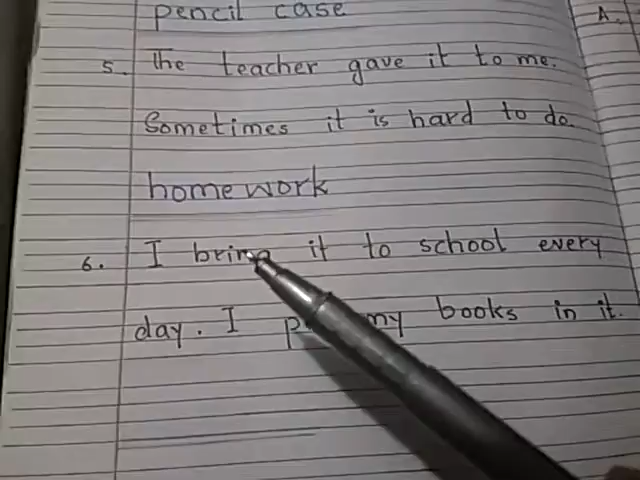 pencil case A.
5. The teacher gave it to me.
Sometimes it is hard to do.
homework
6. I bring it to school every
day. I my books in it.